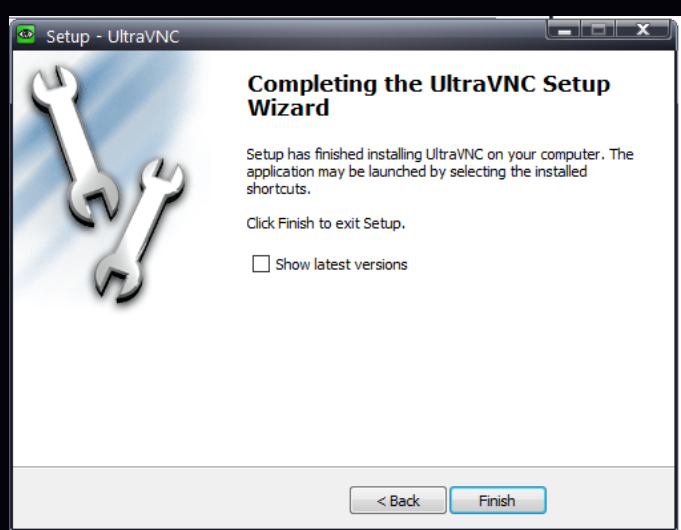 Setup - UltraVNC
Completing the UltraVNC Setup
Wizard
Setup has finished installing UltraVNC on your computer. The
application may be launched by selecting the installed
shortcuts.
Click Finish to exit Setup.
Show latest versions
< Back
Finish